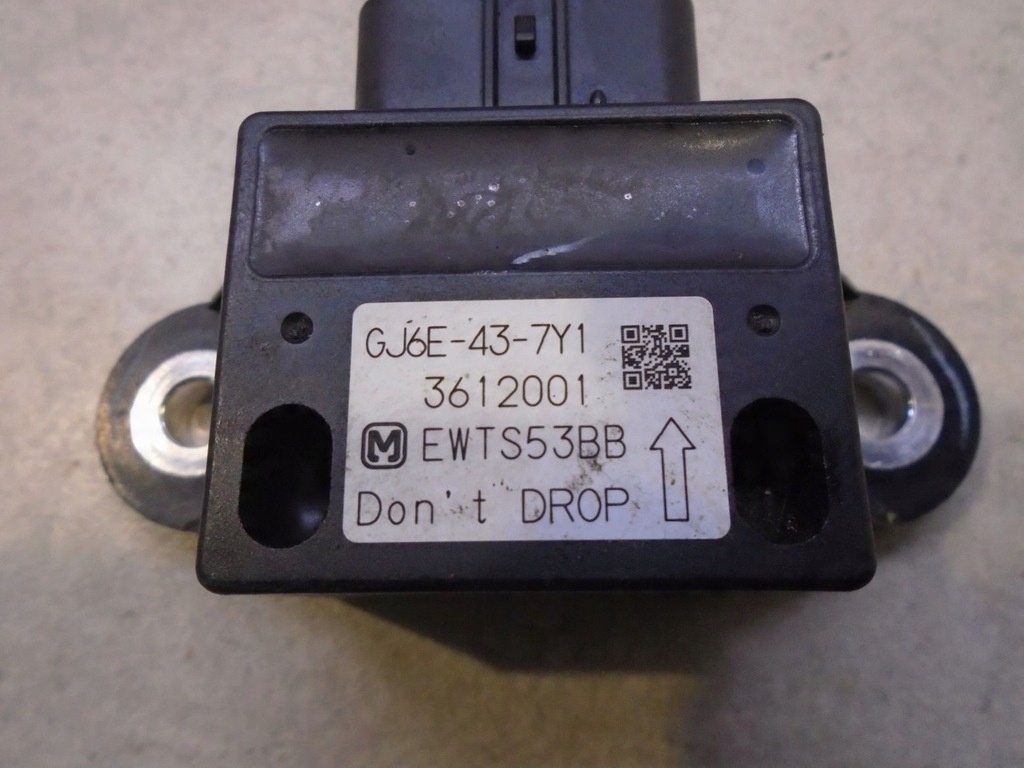 GJ6E-43-7Y1
3612001
M EWTS53BB
Don't DROP